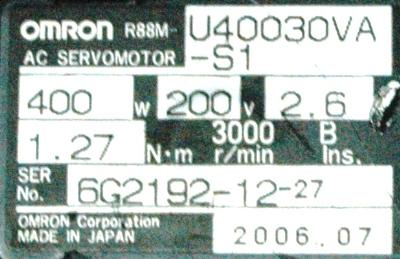 OMRON R88M- U40030VA
AC SERVOMOTOR -S1
400 W 200 V 2.6
1.27 N·m 3000 r/min B Ins.
SER No. 6G2192-12-27
OMRON Corporation
MADE IN JAPAN 2006.07